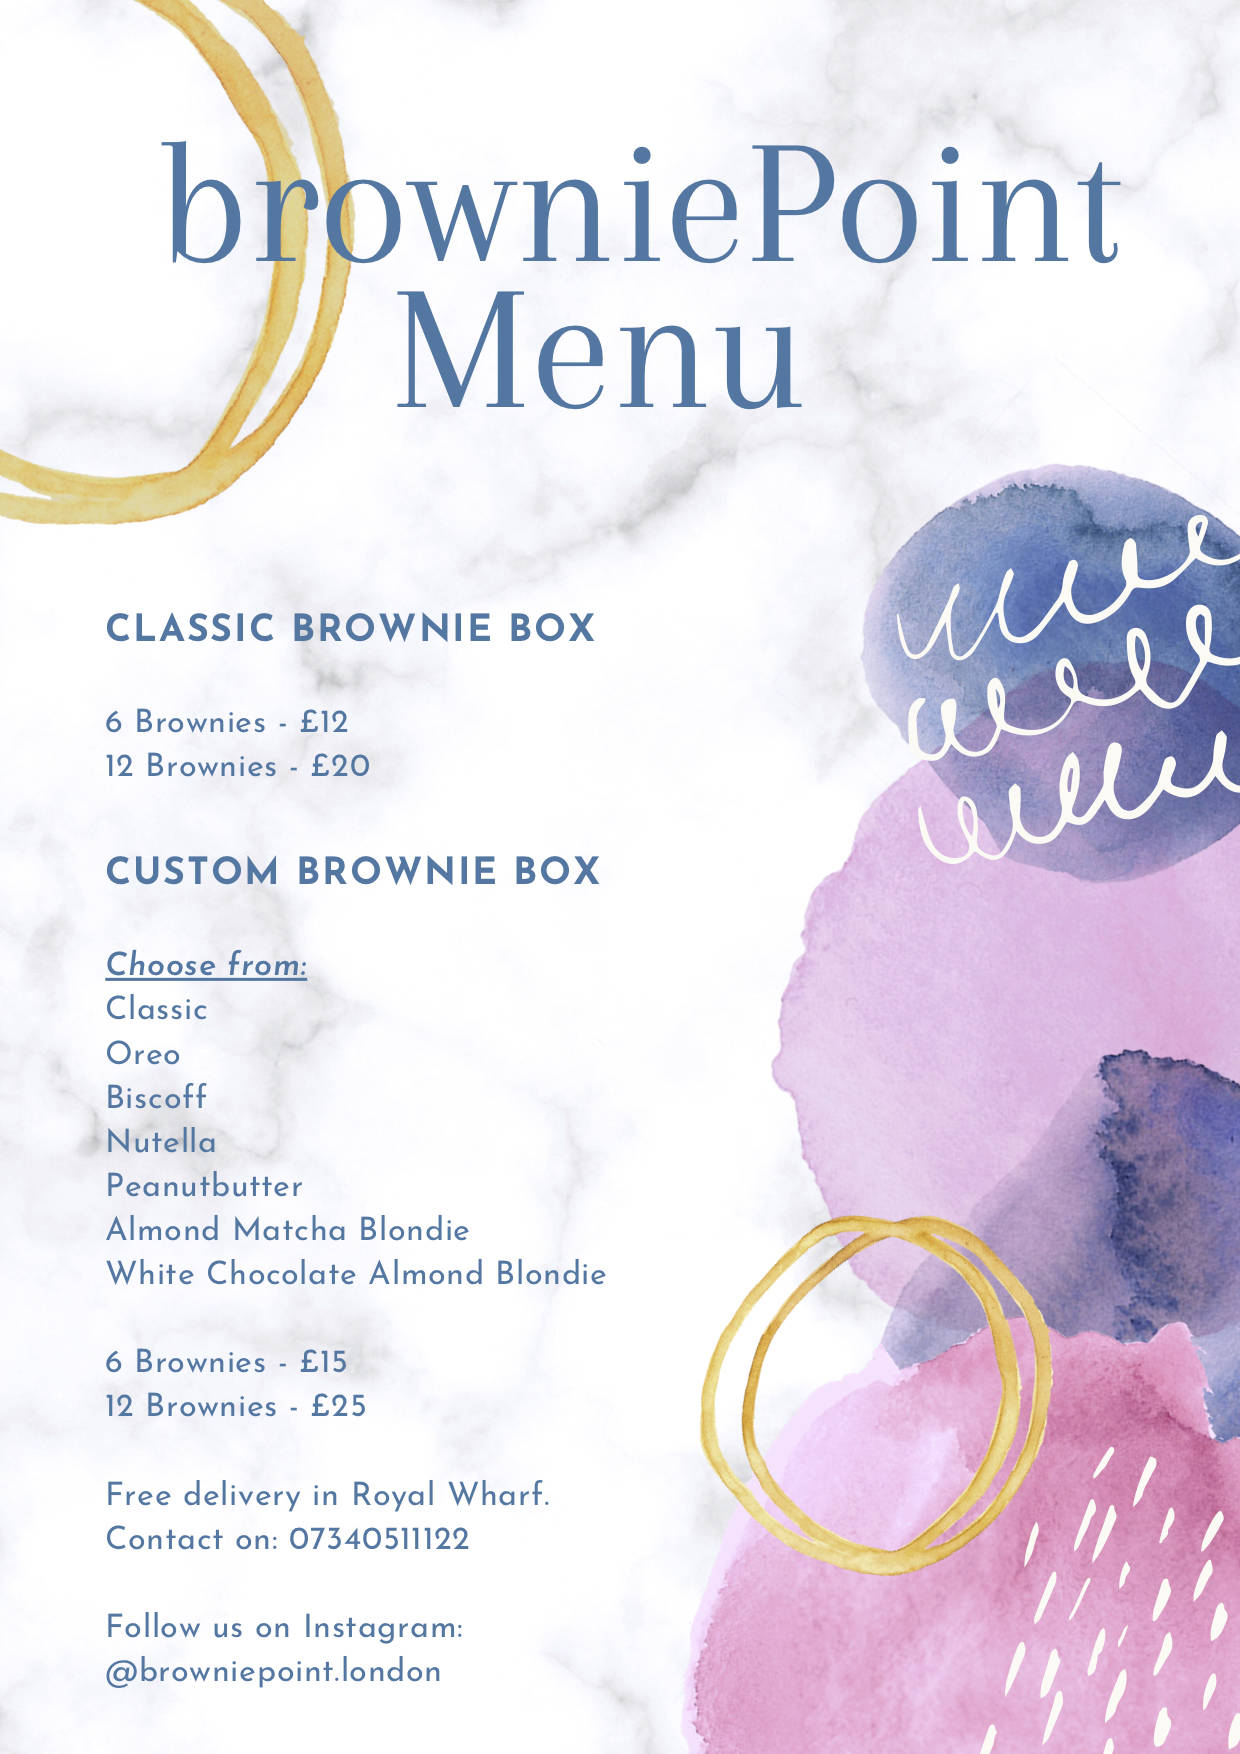 browniePoint
Menu
CLASSIC BROWNIE BOX
6 Brownies - £12
12 Brownies - £20
CUSTOM BROWNIE BOX
Choose from:
Classic
Oreo
Biscoff
Nutella
Peanutbutter
Almond Matcha Blondie
White Chocolate Almond Blondie
6 Brownies - £15
12 Brownies - £25
Free delivery in Royal Wharf.
Contact on: 07340511122
Follow us on Instagram:
@browniepoint.london